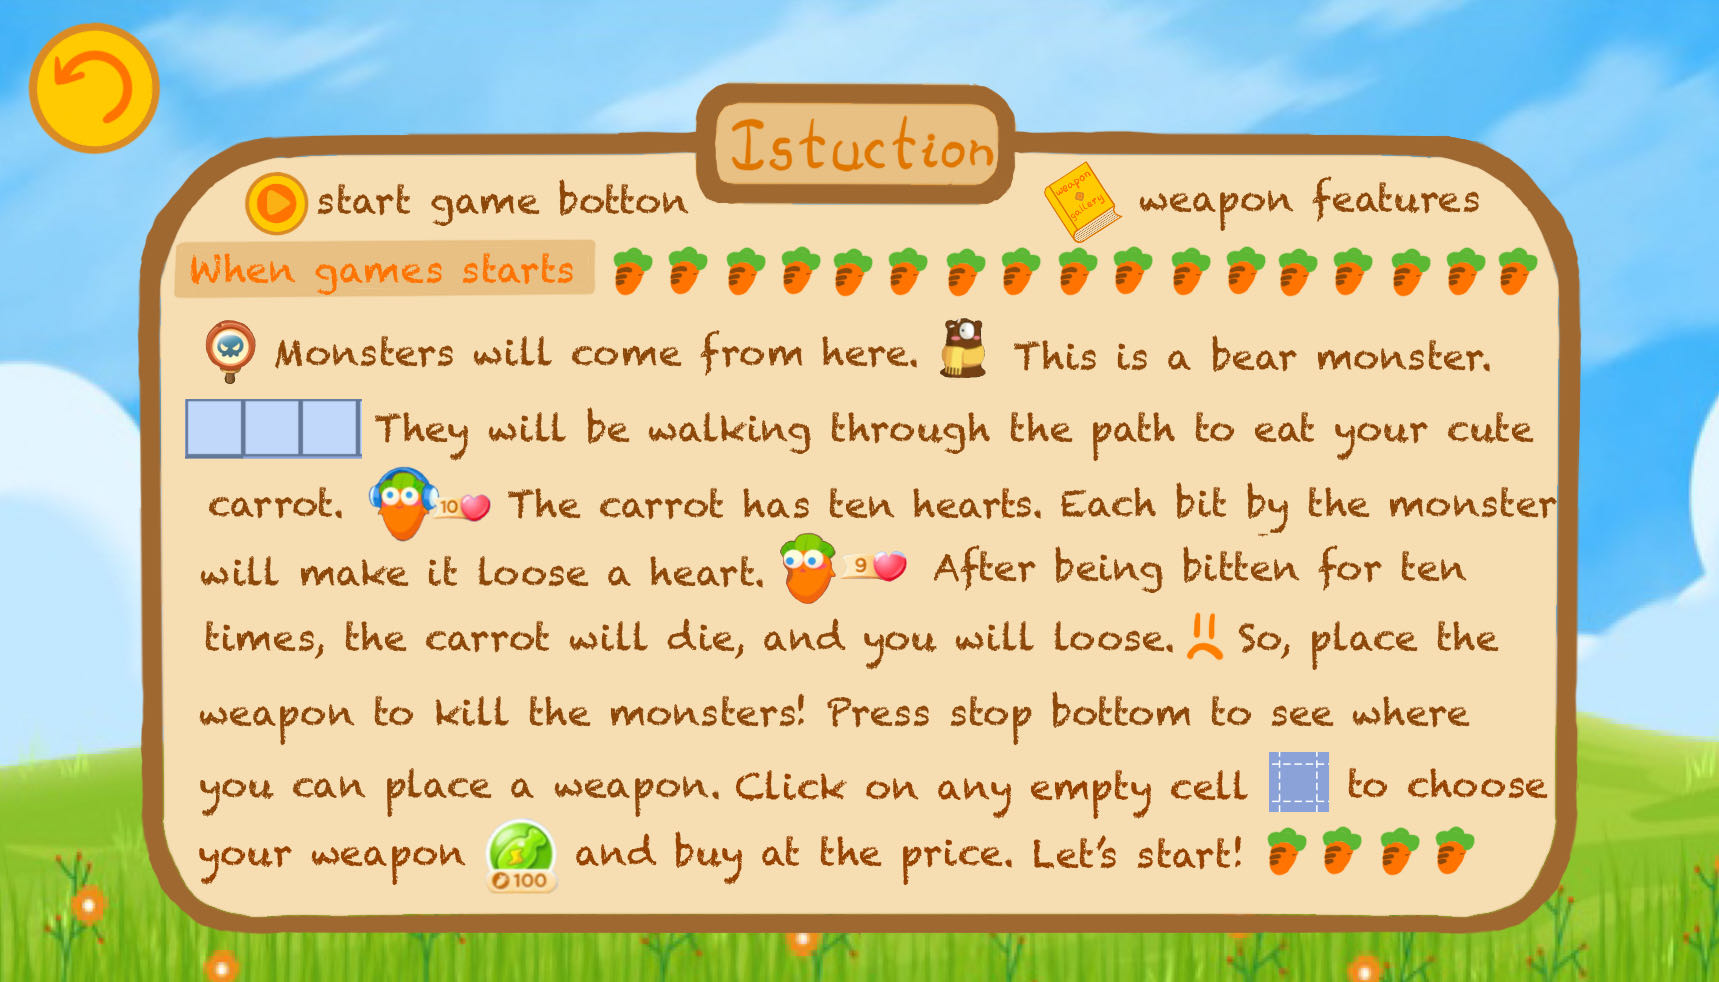 Istuction
start game botton
weapon gallery
weapon features
When games starts
Monsters will come from here. This is a bear monster.
They will be walking through the path to eat your cute
carrot. 10 The carrot has ten hearts. Each bit by the monster
will make it loose a heart. 9 After being bitten for ten
times, the carrot will die, and you will loose. So, place the
weapon to kill the monsters! Press stop bottom to see where
you can place a weapon. Click on any empty cell to choose
your weapon 100 and buy at the price. Let's start!